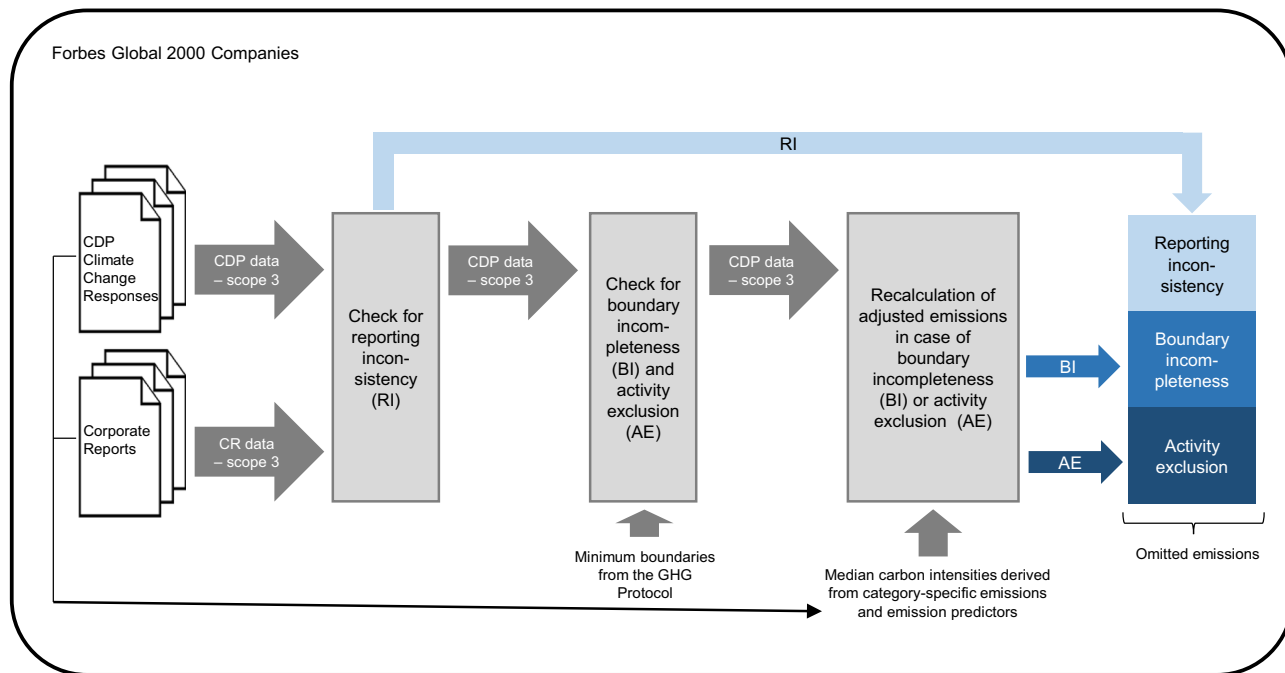 Forbes Global 2000 Companies
RI
CDP
Climate
Change
Responses
CDP data
– scope 3
Corporate
Reports
CR data
– scope 3
Check for
reporting
incon-
sistency
(RI)
CDP data
– scope 3
Check for
boundary
incom-
pleteness
(BI) and
activity
exclusion
(AE)
Minimum boundaries
from the GHG
Protocol
CDP data
– scope 3
Recalculation of
adjusted emissions
in case of
boundary
incompleteness
(BI) or activity
exclusion (AE)
Median carbon intensities derived
from category-specific emissions
and emission predictors
BI
AE
Reporting
incon-
sistency
Boundary
incom-
pleteness
Activity
exclusion
Omitted emissions